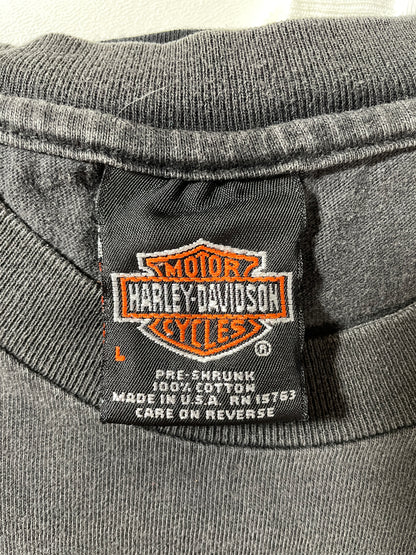 MOTOR
HARLEY-DAVIDSON
CYCLES
®
L
PRE-SHRUNK
100% COTTON
MADE IN U.S.A. RN 15763
CARE ON REVERSE